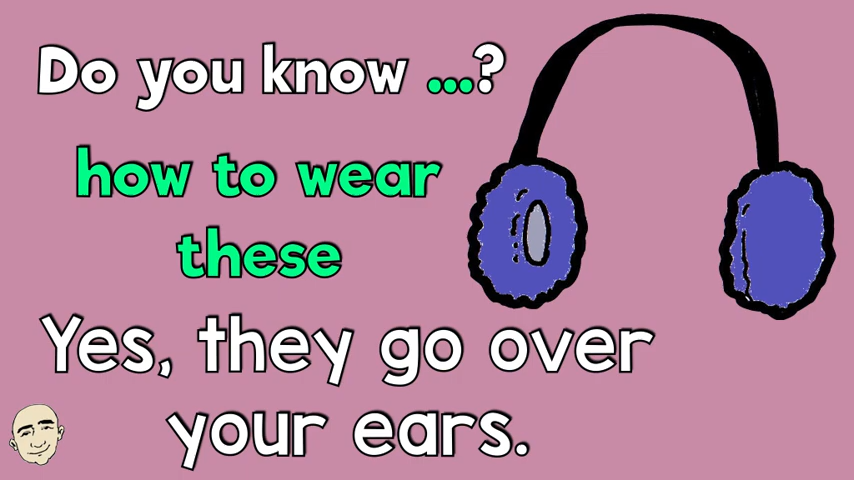 Do you know ...?
how to wear
these
Yes, they go over
your ears.